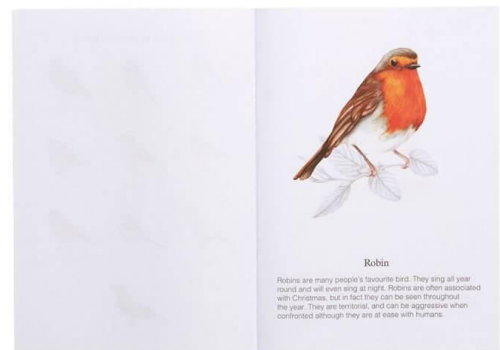 Robin
Robins are many people's favourite bird. They sing all year
round and will even sing at night. Robins are often associated
with Christmas, but in fact they can be seen throughout
the year. They are territorial, and can be aggressive when
confronted although they are at ease with humans.